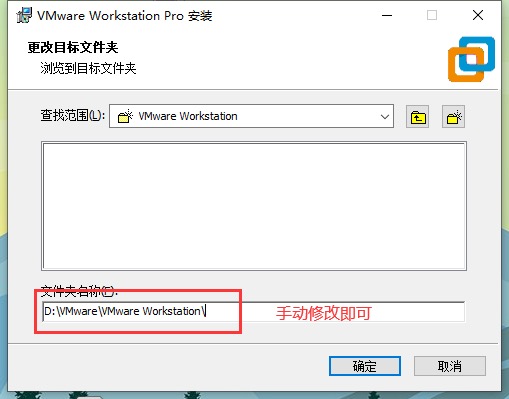 VMware Workstation Pro 安装
更改目标文件夹
浏览到目标文件夹
查找范围(L):
VMware Workstation
文件夹名称(F):
D:\VMware\VMware Workstation\
手动修改即可
确定
取消